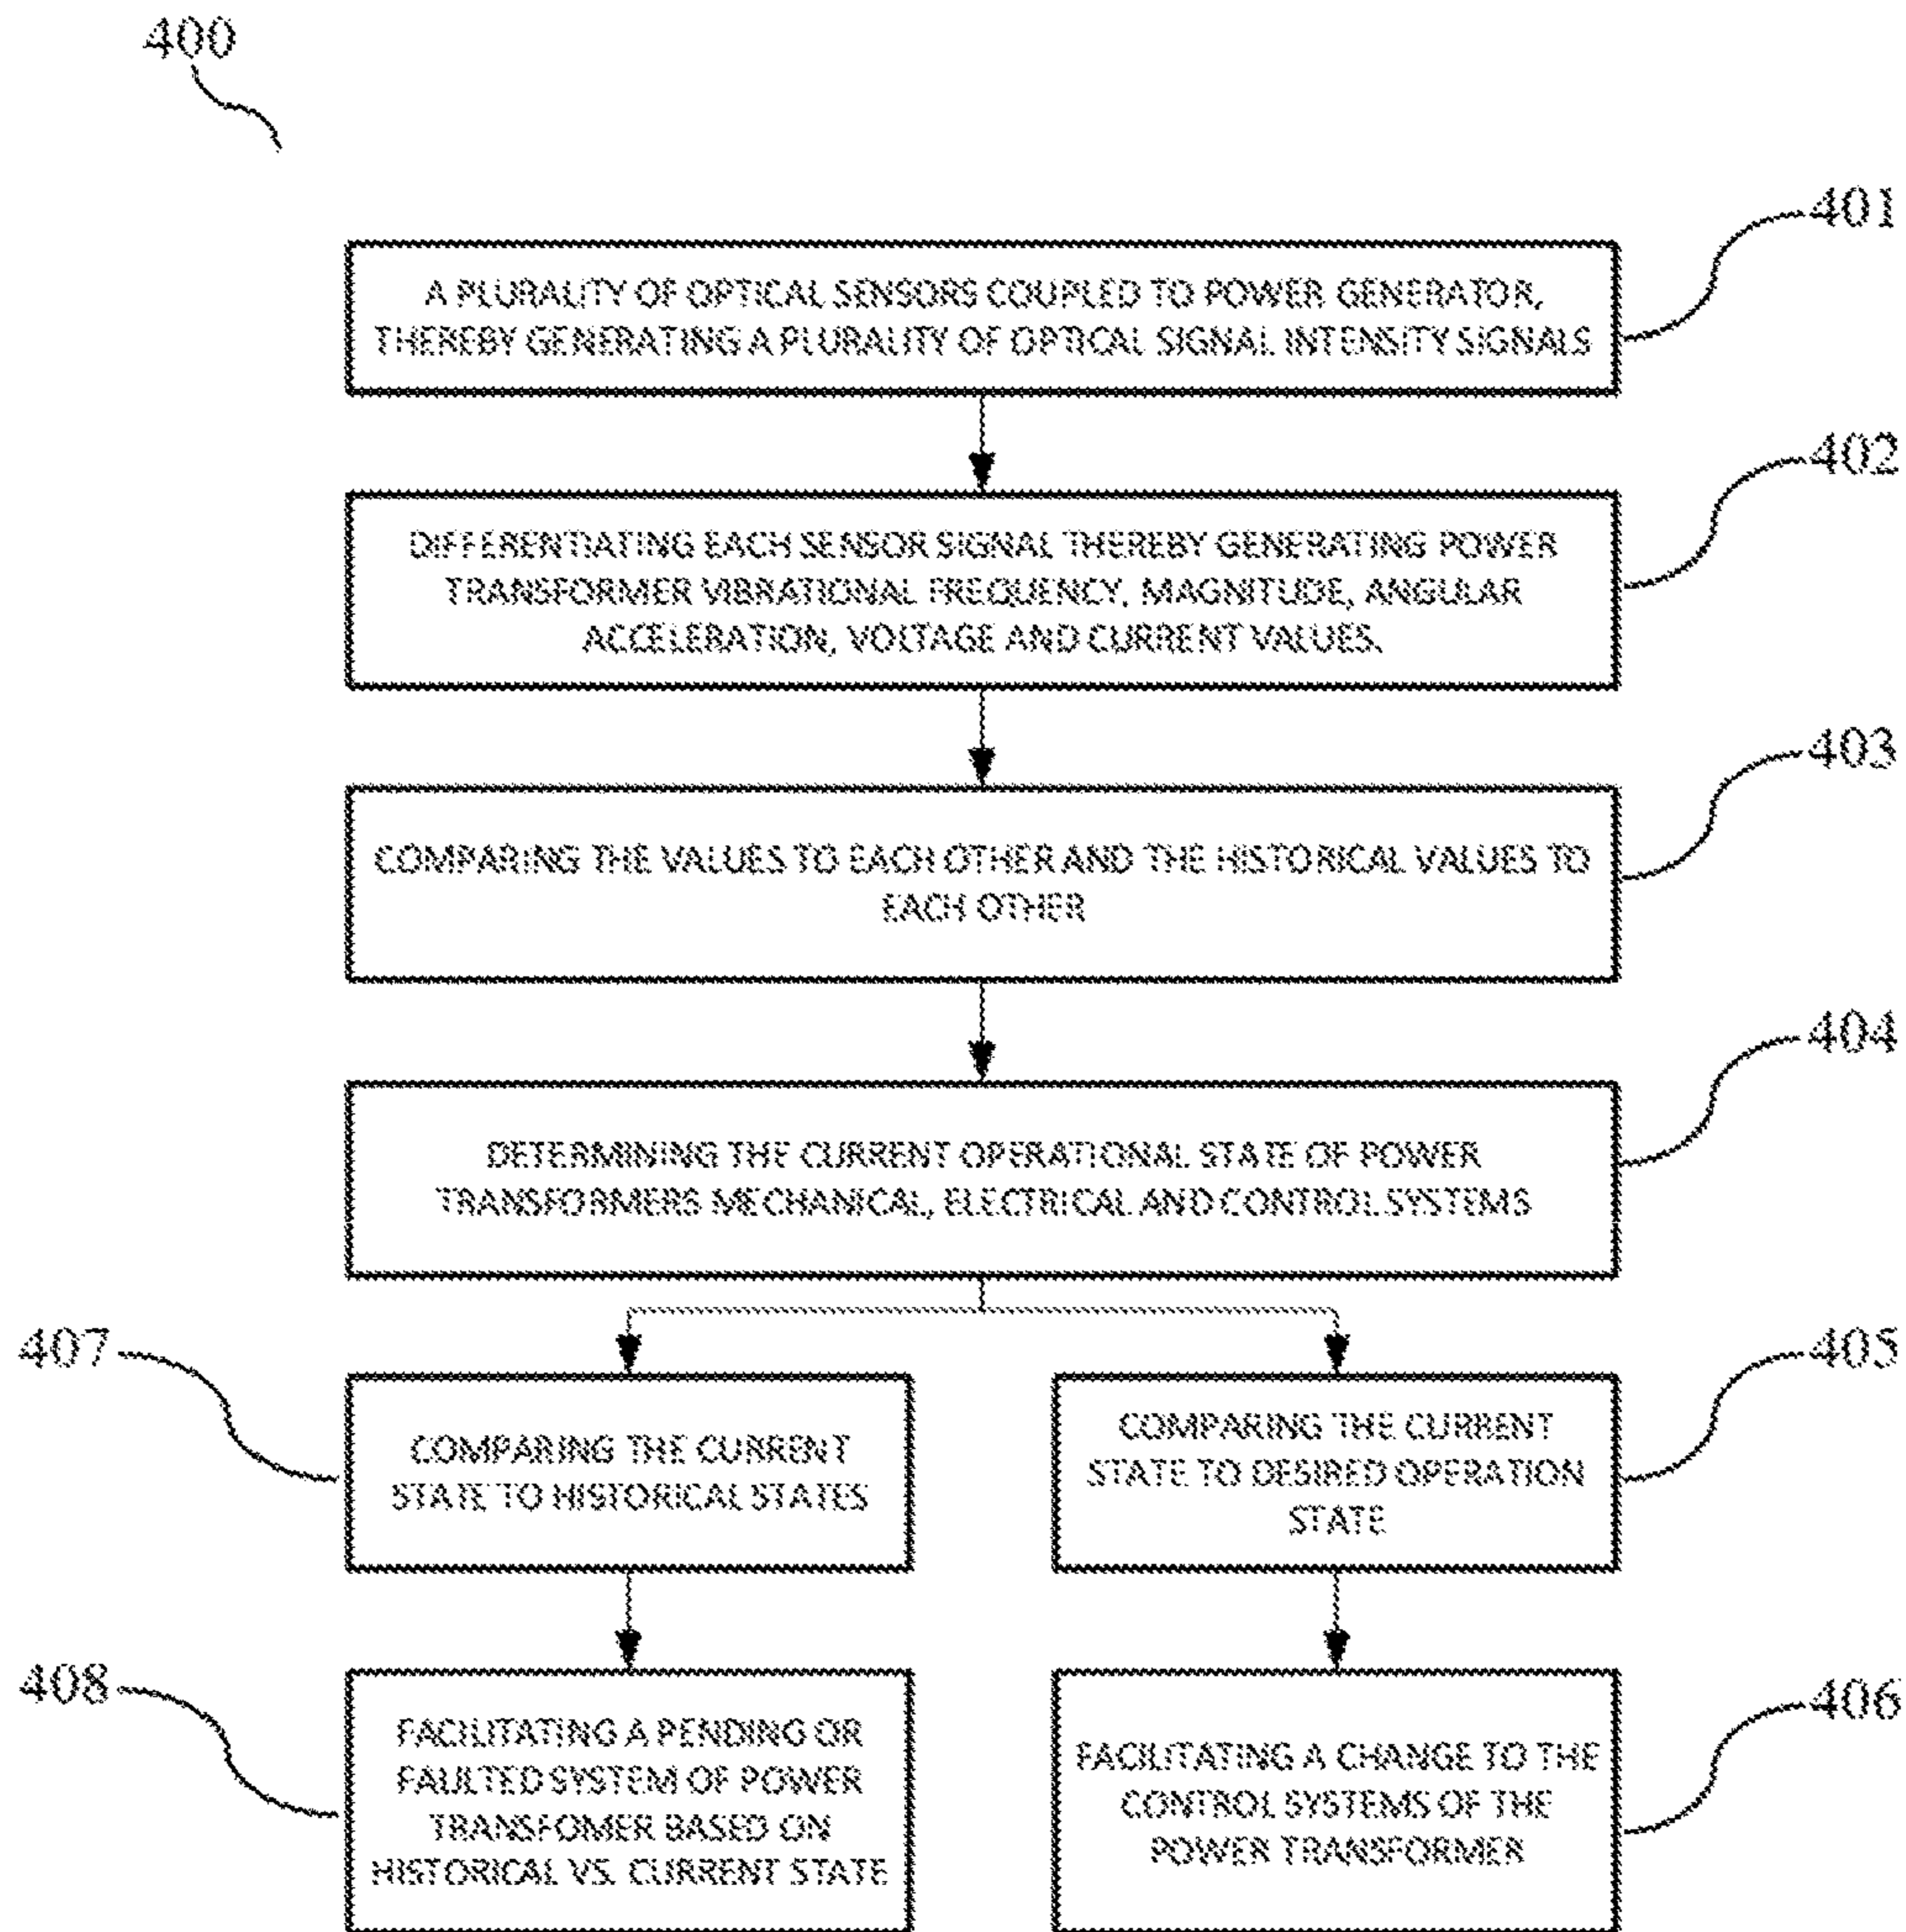 400
401
A PLURALITY OF OPTICAL SENSORS COUPLED TO POWER GENERATOR,
THEREBY GENERATING A PLURALITY OF OPTICAL SIGNAL INTENSITY SIGNALS
402
DIFFERENTIATING EACH SENSOR SIGNAL THEREBY GENERATING POWER
TRANSFORMER VIBRATIONAL FREQUENCY, MAGNITUDE, ANGULAR
ACCELERATION, VOLTAGE AND CURRENT VALUES.
403
COMPARING THE VALUES TO EACH OTHER AND THE HISTORICAL VALUES TO
EACH OTHER
404
DETERMINING THE CURRENT OPERATIONAL STATE OF POWER
TRANSFORMERS MECHANICAL, ELECTRICAL AND CONTROL SYSTEMS
407
COMPARING THE CURRENT
STATE TO HISTORICAL STATES
405
COMPARING THE CURRENT
STATE TO DESIRED OPERATION
STATE
408
FACILITATING A PENDING OR
FAULTED SYSTEM OF POWER
TRANSFOMER BASED ON
HISTORICAL VS. CURRENT STATE
406
FACILITATING A CHANGE TO THE
CONTROL SYSTEMS OF THE
POWER TRANSFORMER